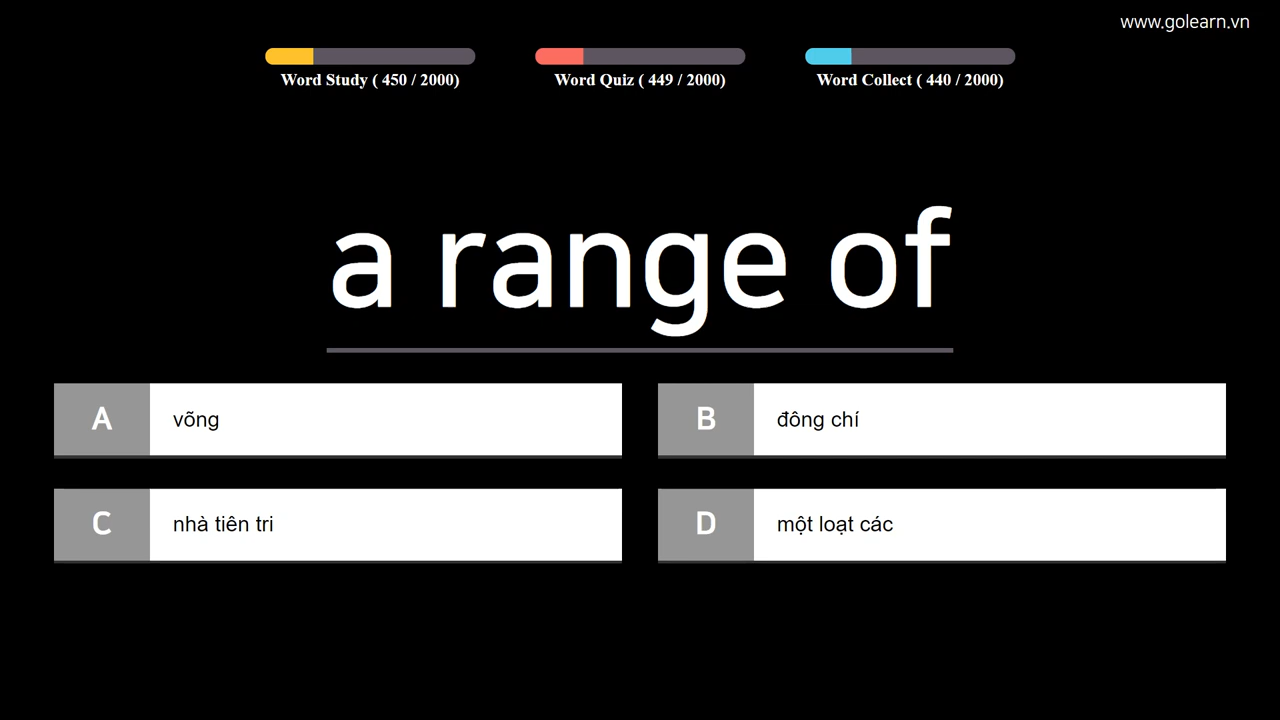 www.golearn.vn
Word Study ( 450 / 2000)
Word Quiz ( 449 / 2000)
Word Collect ( 440 / 2000)
a range of
A võng
B đông chí
C nhà tiên tri
D một loạt các